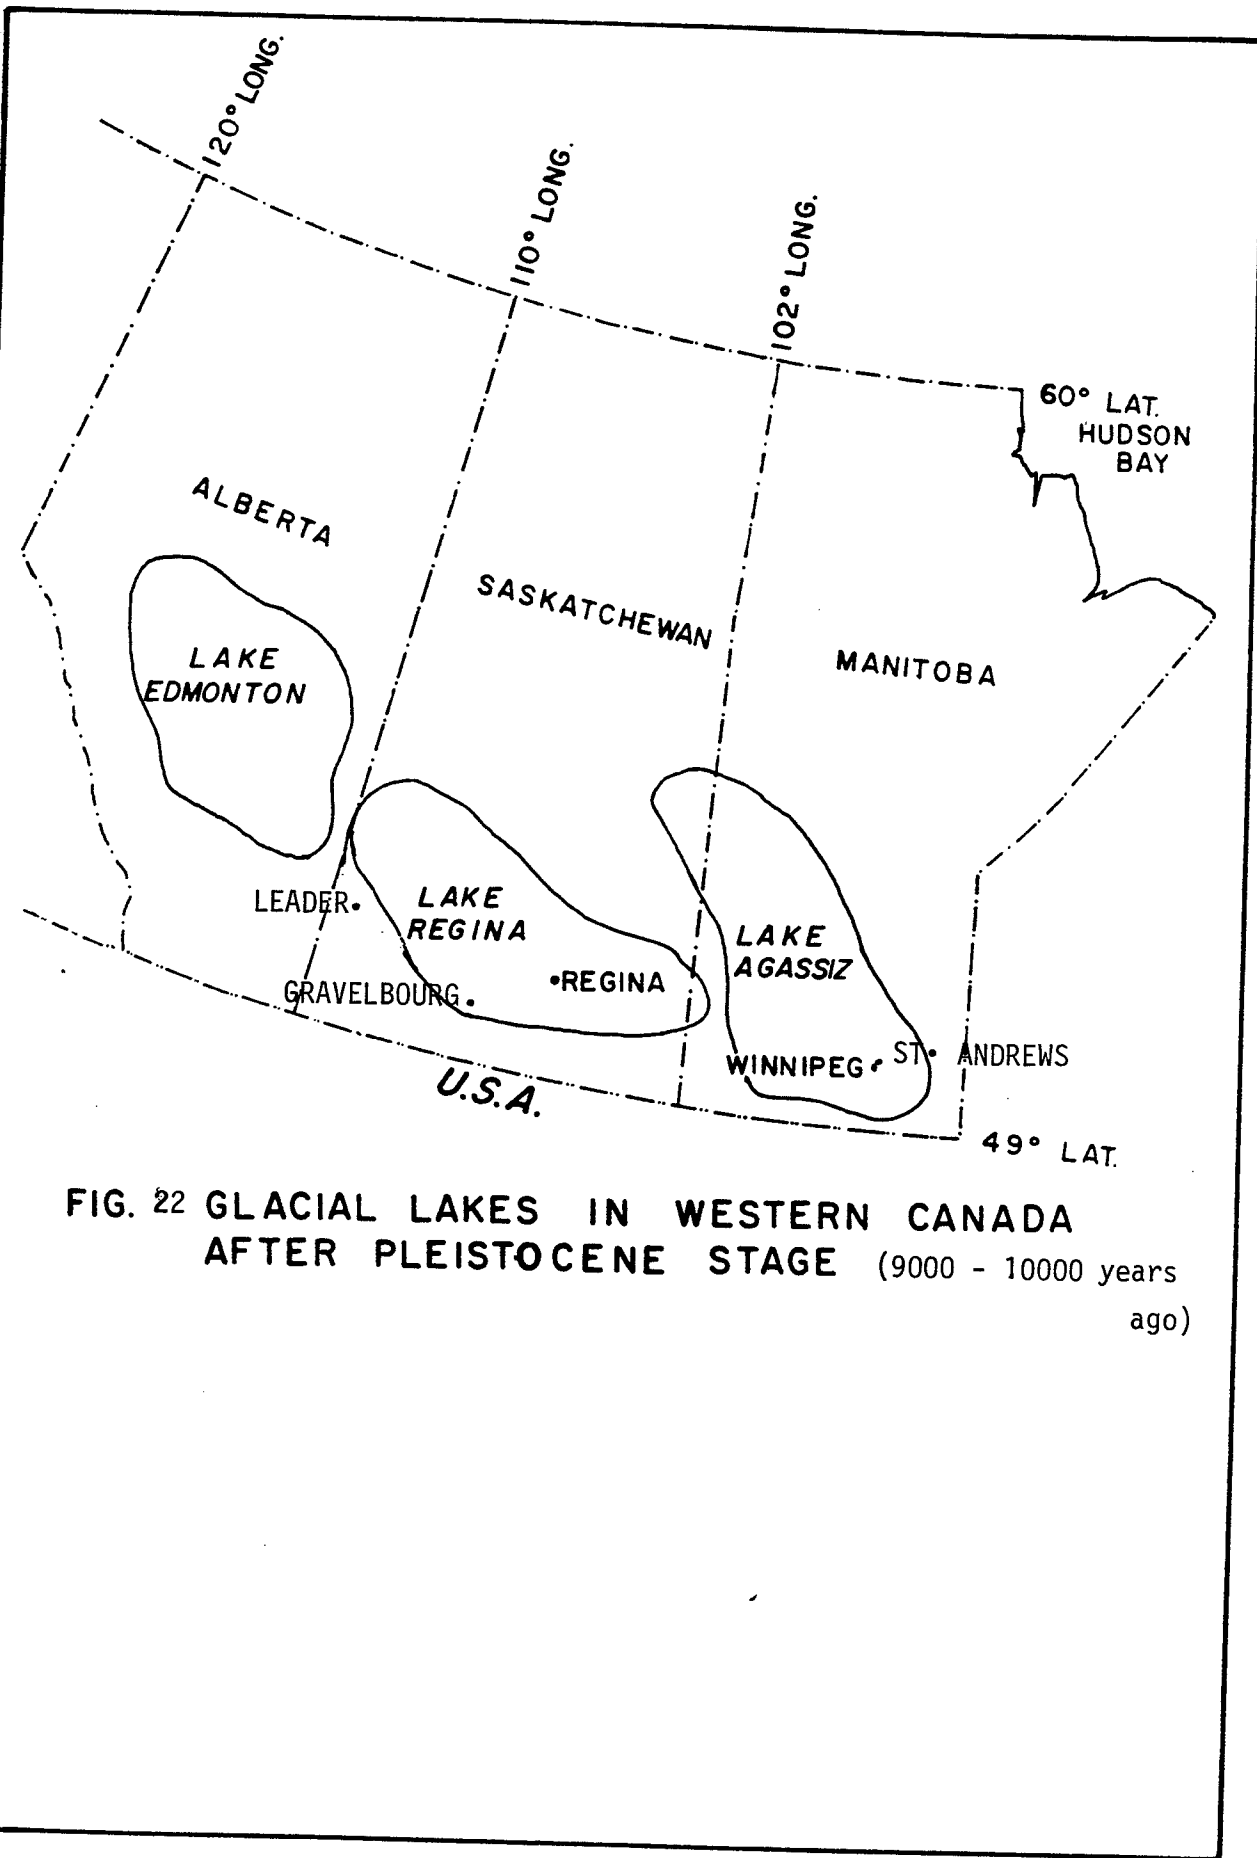 120° LONG.
110° LONG.
102° LONG.
60° LAT.
HUDSON
BAY
ALBERTA
SASKATCHEWAN
MANITOBA
LAKE
EDMONTON
LEADER.
LAKE
REGINA
LAKE
AGASSIZ
GRAVELBOURG.
•REGINA
WINNIPEG
ST. ANDREWS
U.S.A.
49° LAT.
FIG. 22 GLACIAL LAKES IN WESTERN CANADA
AFTER PLEISTOCENE STAGE (9000 - 10000 years
ago)